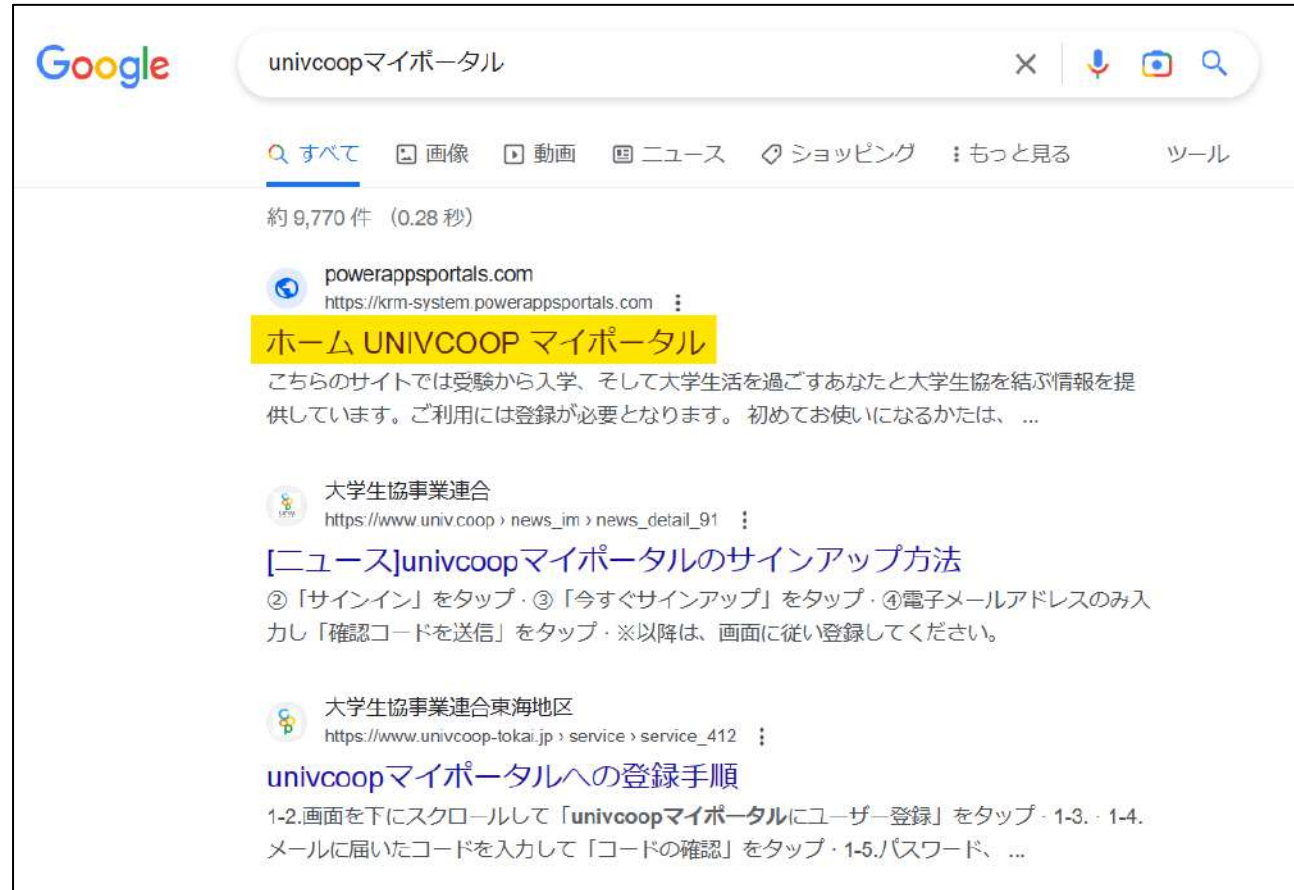 Google
univcoopマイポータル
すべて 画像 動画 ニュース ショッピング もっと見る ツール
約 9,770 件 (0.28 秒)
powerappsportals.com
https://krm-system.powerappsportals.com
ホーム UNIVCOOP マイポータル
こちらのサイトでは受験から入学、そして大学生活を過ごすあなたと大学生協を結ぶ情報を提
供しています。ご利用には登録が必要となります。 初めてお使いになるかたは、 ...
大学生協事業連合
https://www.univ.coop › news_im › news_detail_91
[ニュース]univcoopマイポータルのサインアップ方法
②「サインイン」をタップ · ③「今すぐサインアップ」をタップ · ④電子メールアドレスのみ入
力し「確認コードを送信」をタップ · ※以降は、画面に従い登録してください。
大学生協事業連合東海地区
https://www.univcoop-tokai.jp › service › service_412
univcoopマイポータルへの登録手順
1-2.画面を下にスクロールして「univcoopマイポータルにユーザー登録」をタップ · 1-3. · 1-4.
メールに届いたコードを入力して「コードの確認」をタップ · 1-5.パスワード、 ...